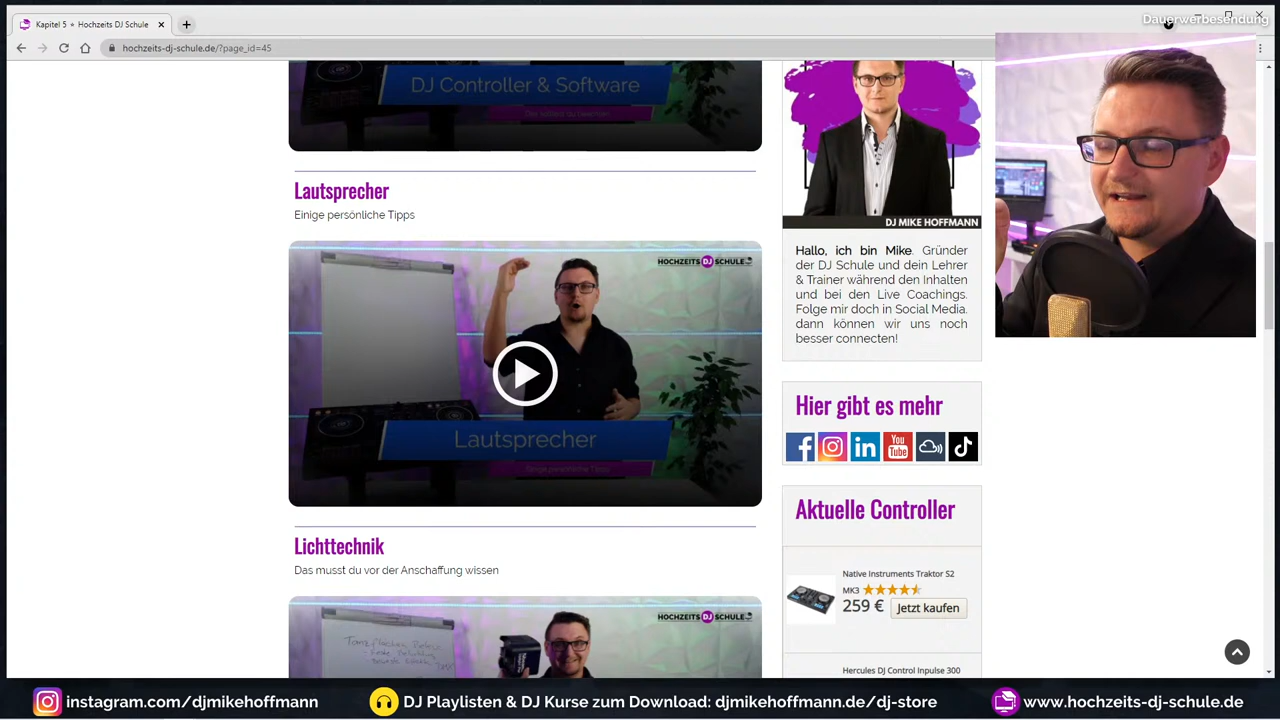 Kapitel 5 ★ Hochzeits DJ Schule
Dauerwerbesendung
hochzeits-dj-schule.de/?page_id=45
DJ Controller & Software
Lautsprecher
Einige persönliche Tipps
HOCHZEITS DJ SCHULE
Lautsprecher
Lichttechnik
Das musst du vor der Anschaffung wissen
HOCHZEITS DJ SCHULE
DJ MIKE HOFFMANN
Hallo, ich bin Mike. Gründer
der DJ Schule und dein Lehrer
& Trainer während den Inhalten
und bei den Live Coachings.
Folge mir doch in Social Media.
dann können wir uns noch
besser connecten!
Hier gibt es mehr
You
Tube
Aktuelle Controller
Native Instruments Traktor S2
MK3
259 €
Jetzt kaufen
Hercules DJ Control Inpulse 300
instagram.com/djmikehoffmann
DJ Playlisten & DJ Kurse zum Download: djmikehoffmann.de/dj-store
www.hochzeits-dj-schule.de